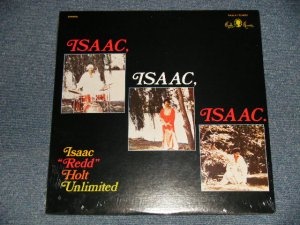 ISAAC,
ISAAC,
ISAAC.
Isaac
"Redd"
Holt
Unlimited